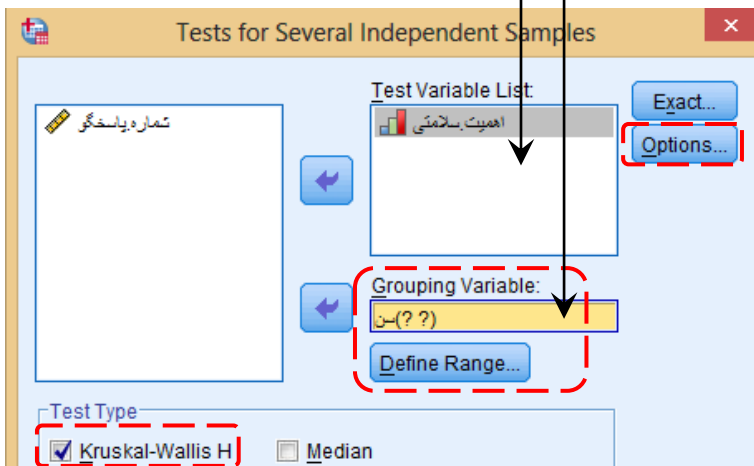 Tests for Several Independent Samples
Test Variable List:
شماره.پاسخگو
اهمیت.سلامتی
Exact...
Options...
Grouping Variable:
سن(? ?)
Define Range...
Test Type
Kruskal-Wallis H
Median